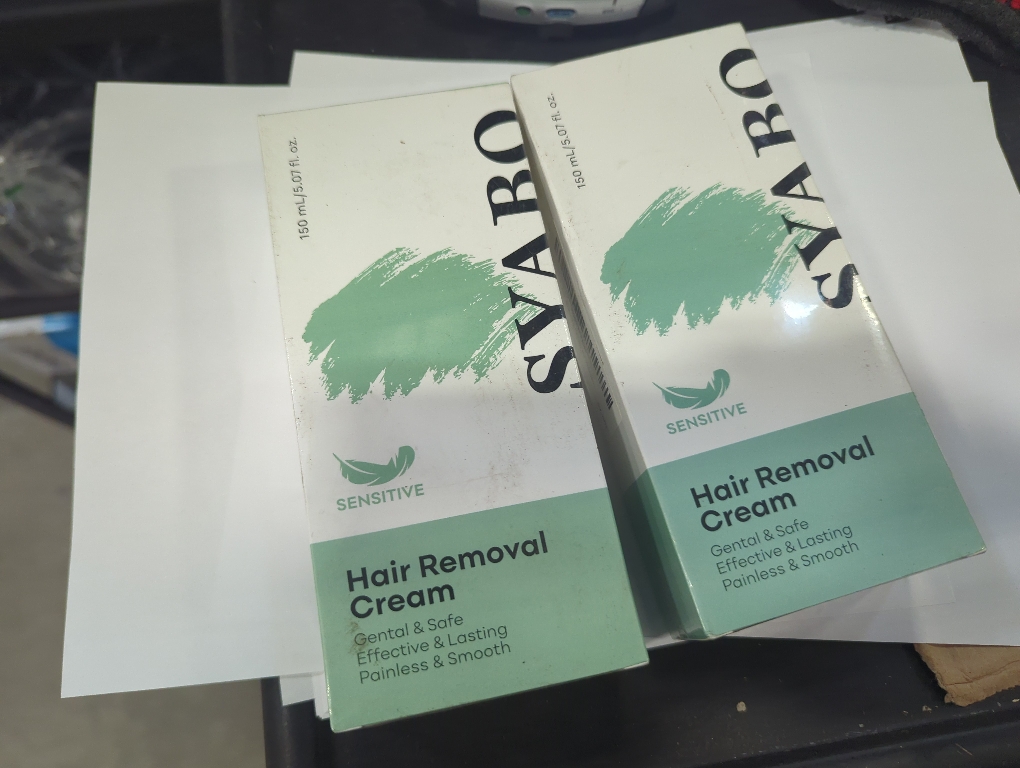 150 mL/5.07 fl. oz.
SYABO
SENSITIVE
Hair Removal
Cream
Gental & Safe
Effective & Lasting
Painless & Smooth
150 mL/5.07 fl. oz.
SYABO
SENSITIVE
Hair Removal
Cream
Gental & Safe
Effective & Lasting
Painless & Smooth